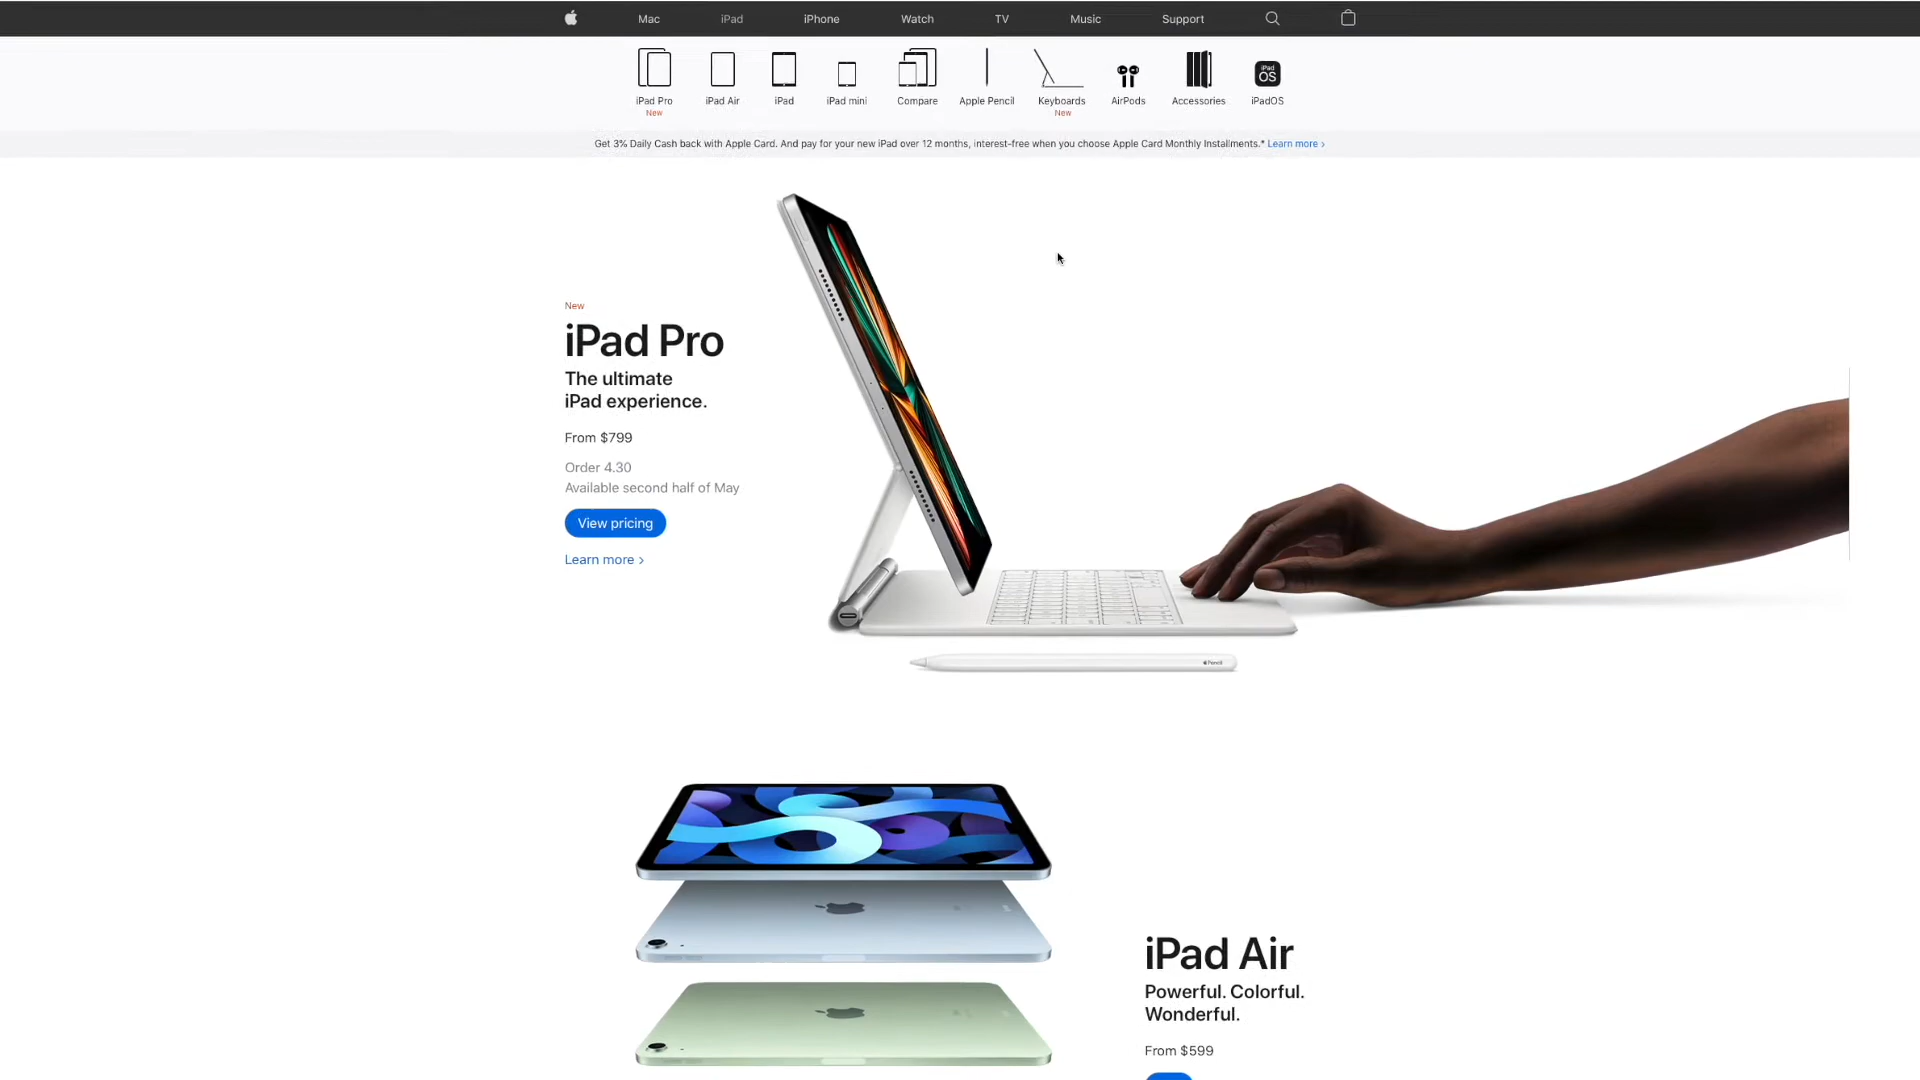 Mac iPad iPhone Watch TV Music Support
iPad OS
iPad Pro iPad Air iPad iPad mini Compare Apple Pencil Keyboards AirPods Accessories iPadOS
New New
Get 3% Daily Cash back with Apple Card. And pay for your new iPad over 12 months, interest-free when you choose Apple Card Monthly Installments.* Learn more >
New
iPad Pro
The ultimate
iPad experience.
From $799
Order 4.30
Available second half of May
View pricing
Learn more >
Pencil
iPad Air
Powerful. Colorful.
Wonderful.
From $599